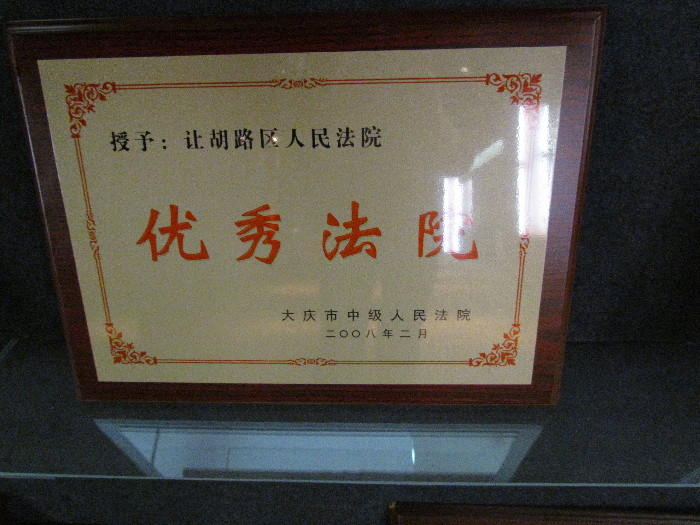 授予：让胡路区人民法院
优秀法院
大庆市中级人民法院
二〇〇八年二月